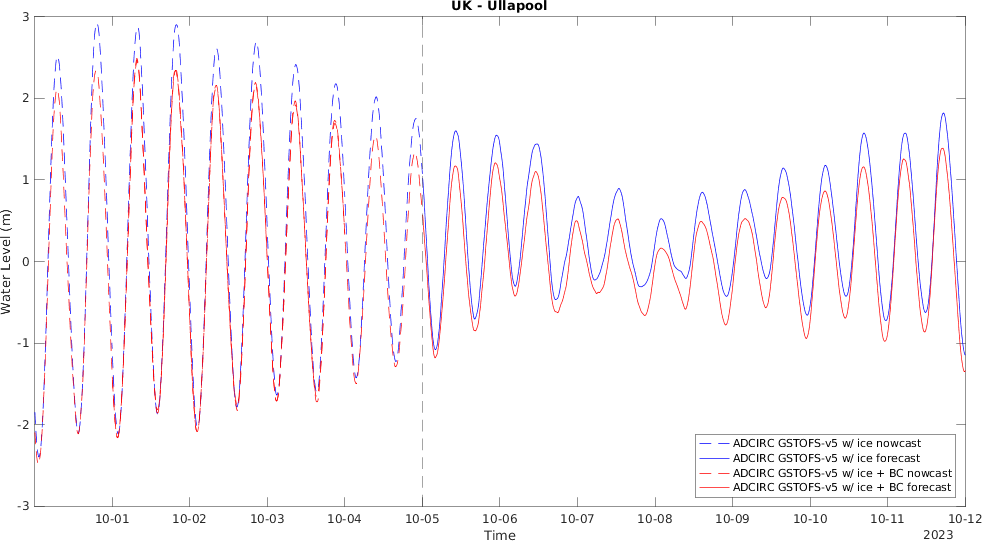 UK - Ullapool
3
2
1
0
-1
-2
-3
Water Level (m)
10-01 10-02 10-03 10-04 10-05 10-06 10-07 10-08 10-09 10-10 10-11 10-12
Time
2023
ADCIRC GSTOFS-v5 w/ ice nowcast
ADCIRC GSTOFS-v5 w/ ice forecast
ADCIRC GSTOFS-v5 w/ ice + BC nowcast
ADCIRC GSTOFS-v5 w/ ice + BC forecast